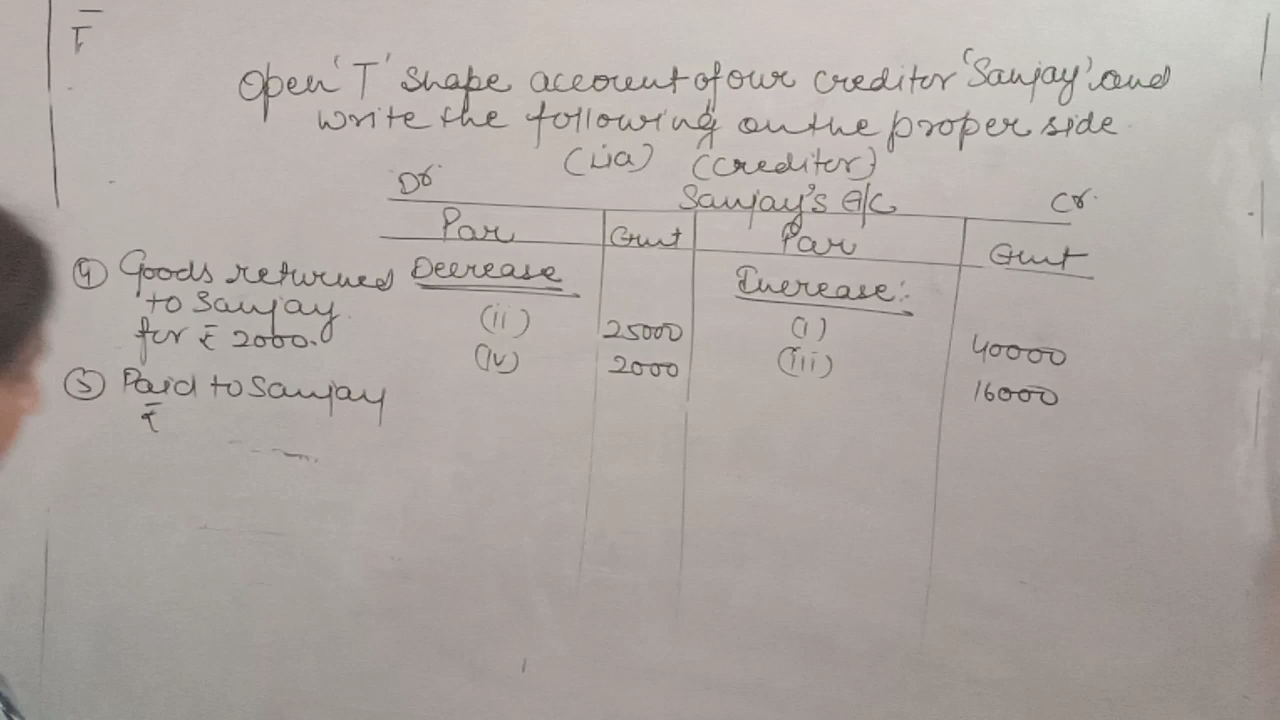 ₹
Open 'T' shape account of our creditor 'Sanjay' and
write the following on the proper side.
(Lia) (creditor)
Dr. Sanjay's A/C Cr.
Par Amt Par Amt
④ Goods returned Decrease Increase:
to Sanjay (ii) 25000 (i) 40000
for ₹ 2000. (iv) 2000 (iii) 16000
⑤ Paid to Sanjay
₹